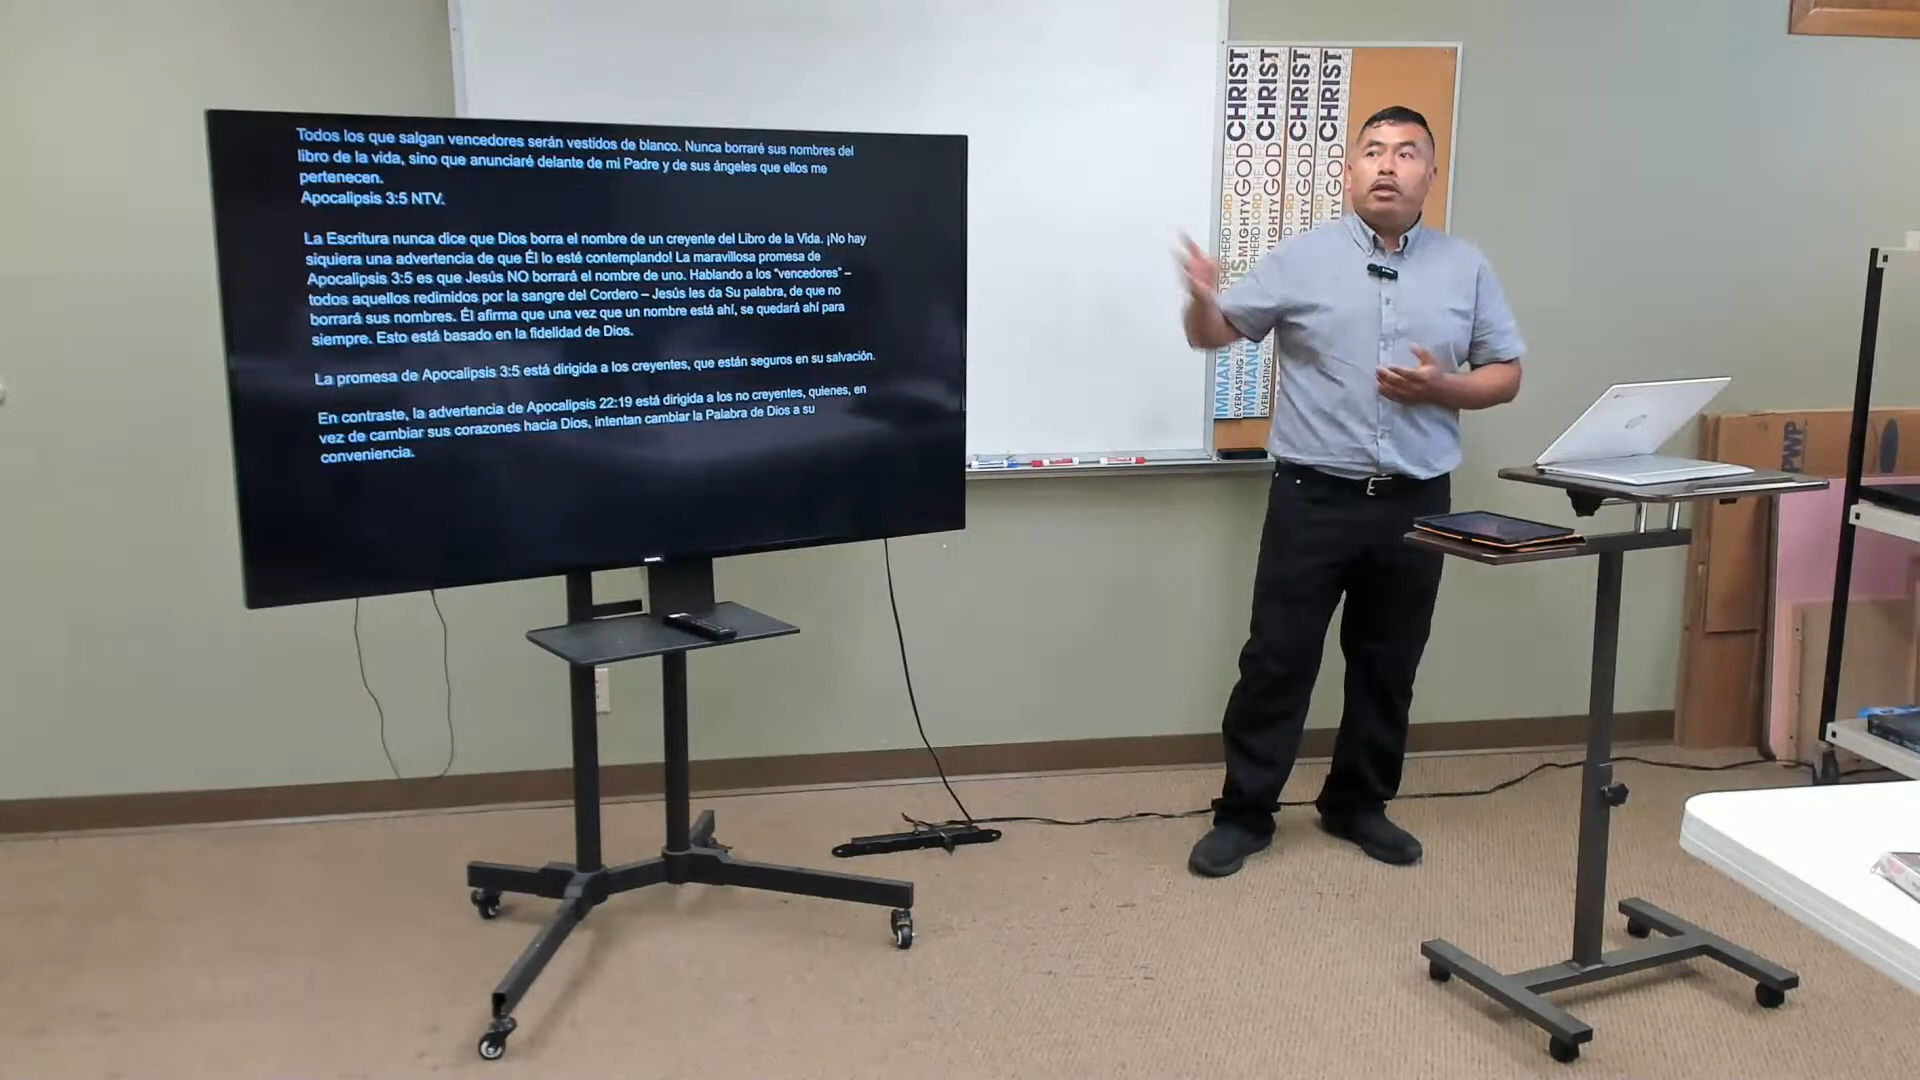 Todos los que salgan vencedores serán vestidos de blanco. Nunca borraré sus nombres del
libro de la vida, sino que anunciaré delante de mi Padre y de sus ángeles que ellos me
pertenecen.
Apocalipsis 3:5 NTV.
La Escritura nunca dice que Dios borra el nombre de un creyente del Libro de la Vida. ¡No hay
siquiera una advertencia de que Él lo esté contemplando! La maravillosa promesa de
Apocalipsis 3:5 es que Jesús NO borrará el nombre de uno. Hablando a los "vencedores" –
todos aquellos redimidos por la sangre del Cordero – Jesús les da Su palabra, de que no
borrará sus nombres. Él afirma que una vez que un nombre está ahí, se quedará ahí para
siempre. Esto está basado en la fidelidad de Dios.
La promesa de Apocalipsis 3:5 está dirigida a los creyentes, que están seguros en su salvación.
En contraste, la advertencia de Apocalipsis 22:19 está dirigida a los no creyentes, quienes, en
vez de cambiar sus corazones hacia Dios, intentan cambiar la Palabra de Dios a su
conveniencia.
CHRIST CHRIST CHRIST CHRIST
MIGHTY GOD MIGHTY GOD MIGHTY GOD GOD
IMMANU IMMANU
EVERLASTING EVERLASTING